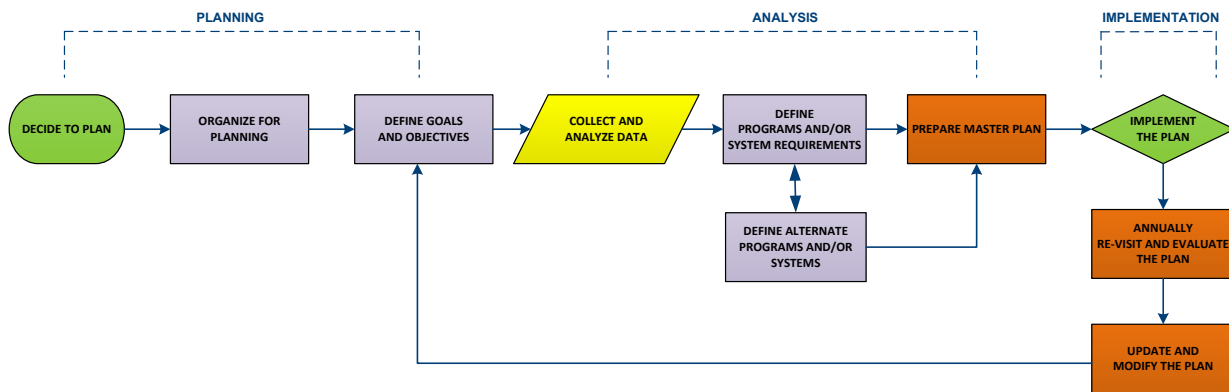 PLANNING
ANALYSIS
IMPLEMENTATION
DECIDE TO PLAN
ORGANIZE FOR
PLANNING
DEFINE GOALS
AND OBJECTIVES
COLLECT AND
ANALYZE DATA
DEFINE
PROGRAMS AND/OR
SYSTEM REQUIREMENTS
PREPARE MASTER PLAN
IMPLEMENT
THE PLAN
DEFINE ALTERNATE
PROGRAMS AND/OR
SYSTEMS
ANNUALLY
RE-VISIT AND EVALUATE
THE PLAN
UPDATE AND
MODIFY THE PLAN